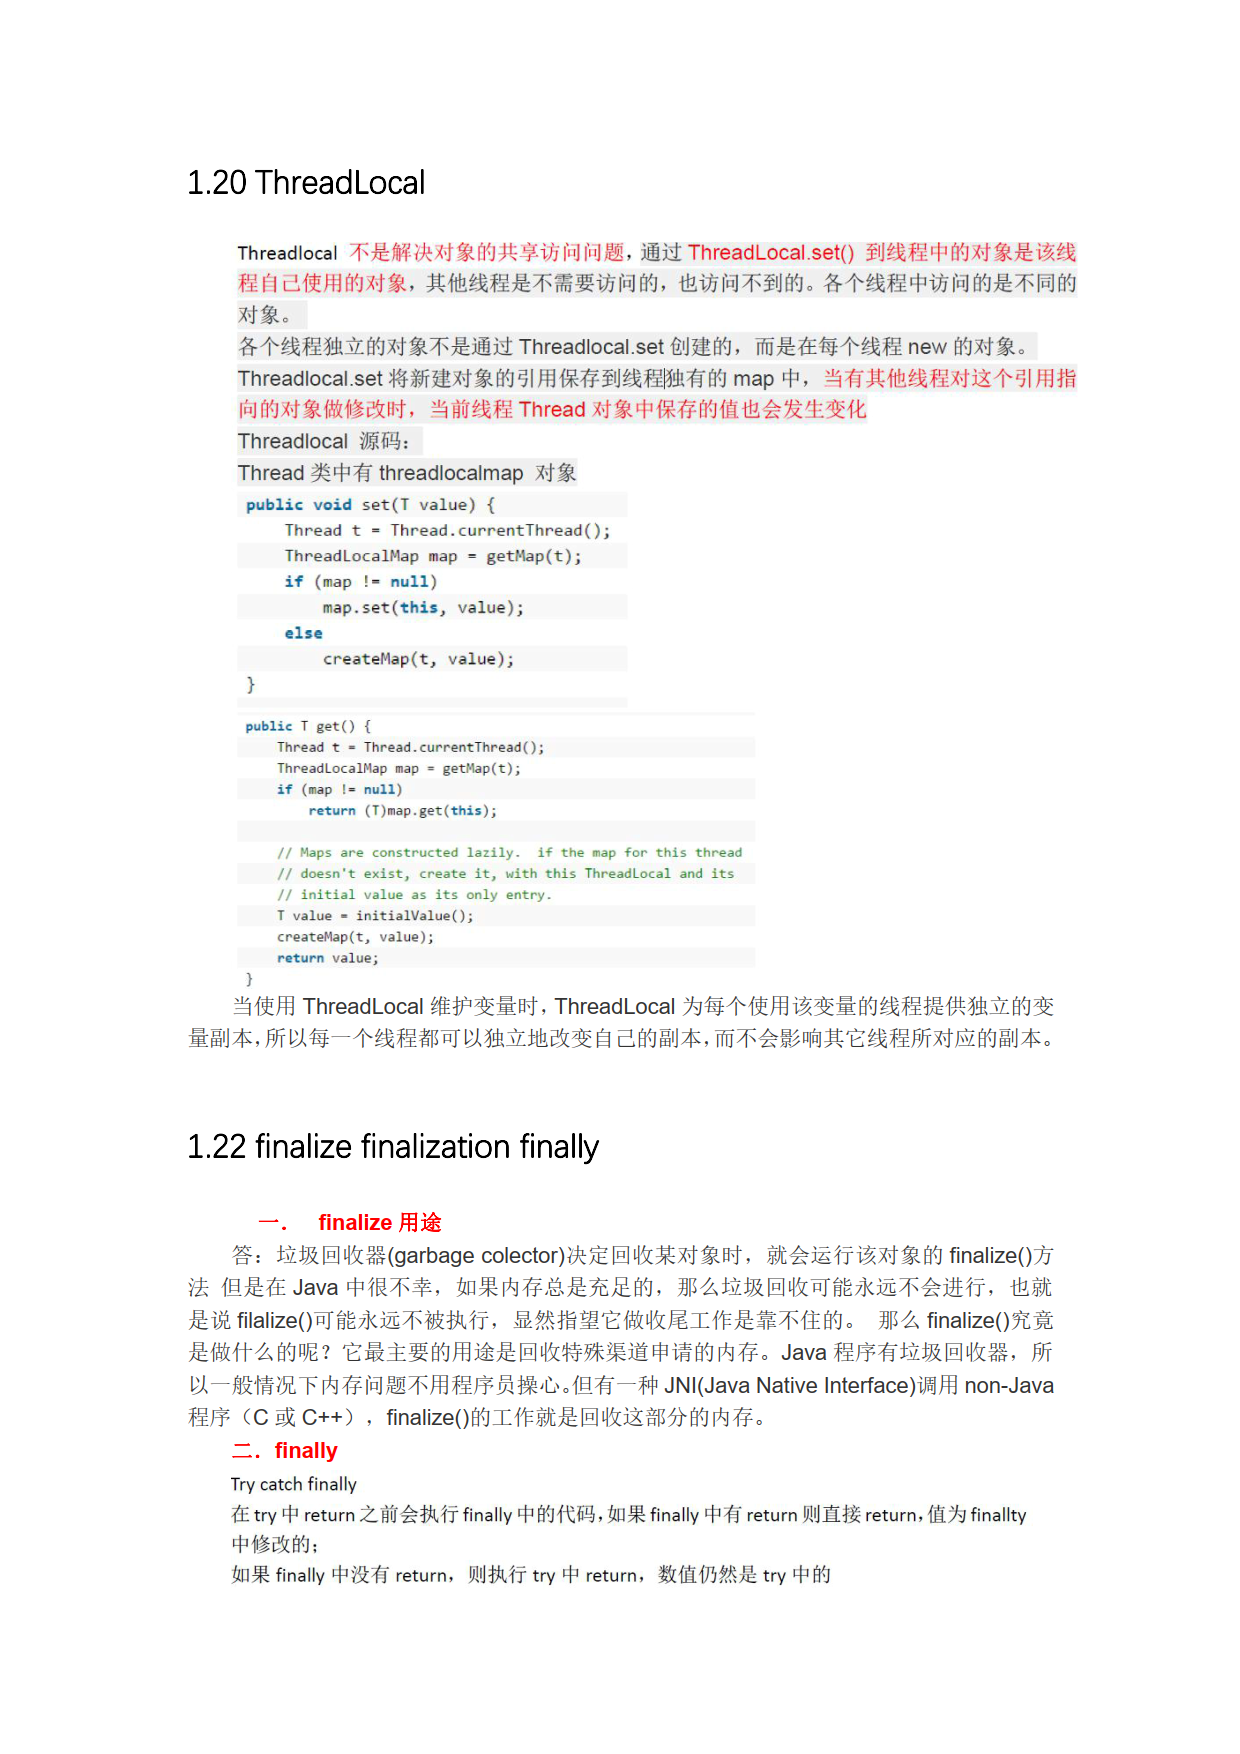 1.20 ThreadLocal
Threadlocal 不是解决对象的共享访问问题，通过 ThreadLocal.set() 到线程中的对象是该线
程自己使用的对象，其他线程是不需要访问的，也访问不到的。各个线程中访问的是不同的
对象。
各个线程独立的对象不是通过 Threadlocal.set 创建的，而是在每个线程 new 的对象。
Threadlocal.set 将新建对象的引用保存到线程独有的 map 中，当有其他线程对这个引用指
向的对象做修改时，当前线程 Thread 对象中保存的值也会发生变化
Threadlocal 源码：
Thread 类中有 threadlocalmap 对象
public void set(T value) {
Thread t = Thread.currentThread();
ThreadLocalMap map = getMap(t);
if (map != null)
map.set(this, value);
else
createMap(t, value);
}
public T get() {
Thread t = Thread.currentThread();
ThreadLocalMap map = getMap(t);
if (map != null)
return (T)map.get(this);
// Maps are constructed lazily.  if the map for this thread
// doesn't exist, create it, with this ThreadLocal and its
// initial value as its only entry.
T value = initialValue();
createMap(t, value);
return value;
}
当使用 ThreadLocal 维护变量时，ThreadLocal 为每个使用该变量的线程提供独立的变
量副本，所以每一个线程都可以独立地改变自己的副本，而不会影响其它线程所对应的副本。
1.22 finalize finalization finally
一． finalize 用途
答：垃圾回收器(garbage colector)决定回收某对象时，就会运行该对象的 finalize()方
法 但是在 Java 中很不幸，如果内存总是充足的，那么垃圾回收可能永远不会进行，也就
是说 filalize()可能永远不被执行，显然指望它做收尾工作是靠不住的。 那么 finalize()究竟
是做什么的呢？它最主要的用途是回收特殊渠道申请的内存。Java 程序有垃圾回收器，所
以一般情况下内存问题不用程序员操心。但有一种 JNI(Java Native Interface)调用 non-Java
程序（C 或 C++），finalize()的工作就是回收这部分的内存。
二．finally
Try catch finally
在 try 中 return 之前会执行 finally 中的代码，如果 finally 中有 return 则直接 return，值为 finallty
中修改的；
如果 finally 中没有 return，则执行 try 中 return，数值仍然是 try 中的